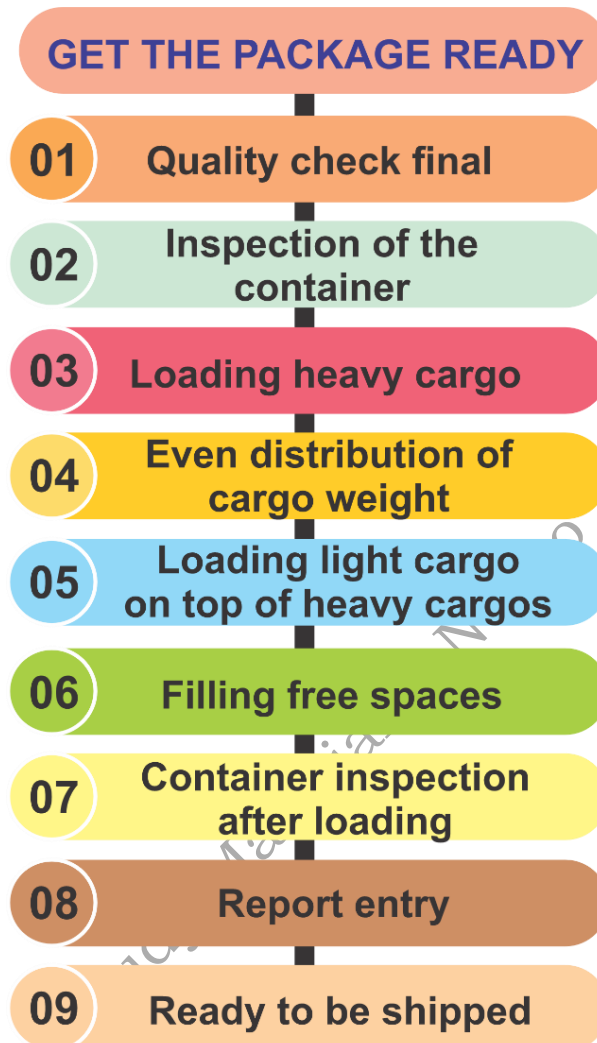 GET THE PACKAGE READY
01 Quality check final
02 Inspection of the
container
03 Loading heavy cargo
04 Even distribution of
cargo weight
05 Loading light cargo
on top of heavy cargos
06 Filling free spaces
07 Container inspection
after loading
08 Report entry
09 Ready to be shipped